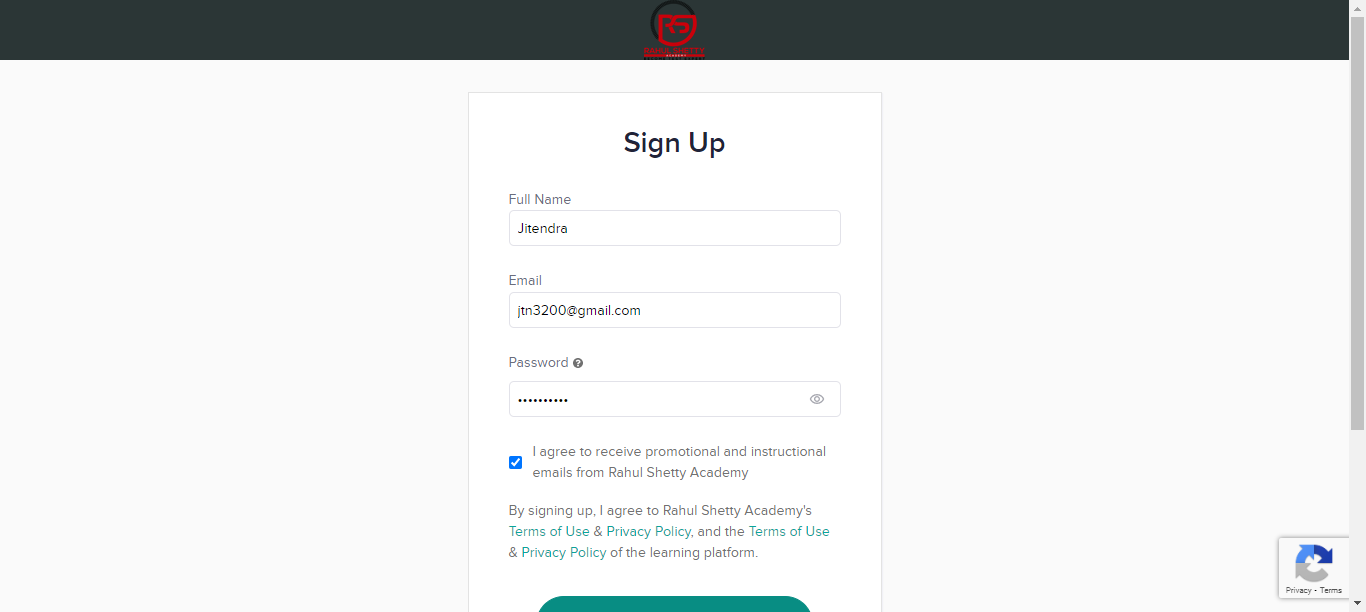 RS
RAHUL SHETTY
Sign Up
Full Name
Jitendra
Email
jtn3200@gmail.com
Password
••••••••••
I agree to receive promotional and instructional
emails from Rahul Shetty Academy
By signing up, I agree to Rahul Shetty Academy's
Terms of Use & Privacy Policy, and the Terms of Use
& Privacy Policy of the learning platform.
Privacy - Terms